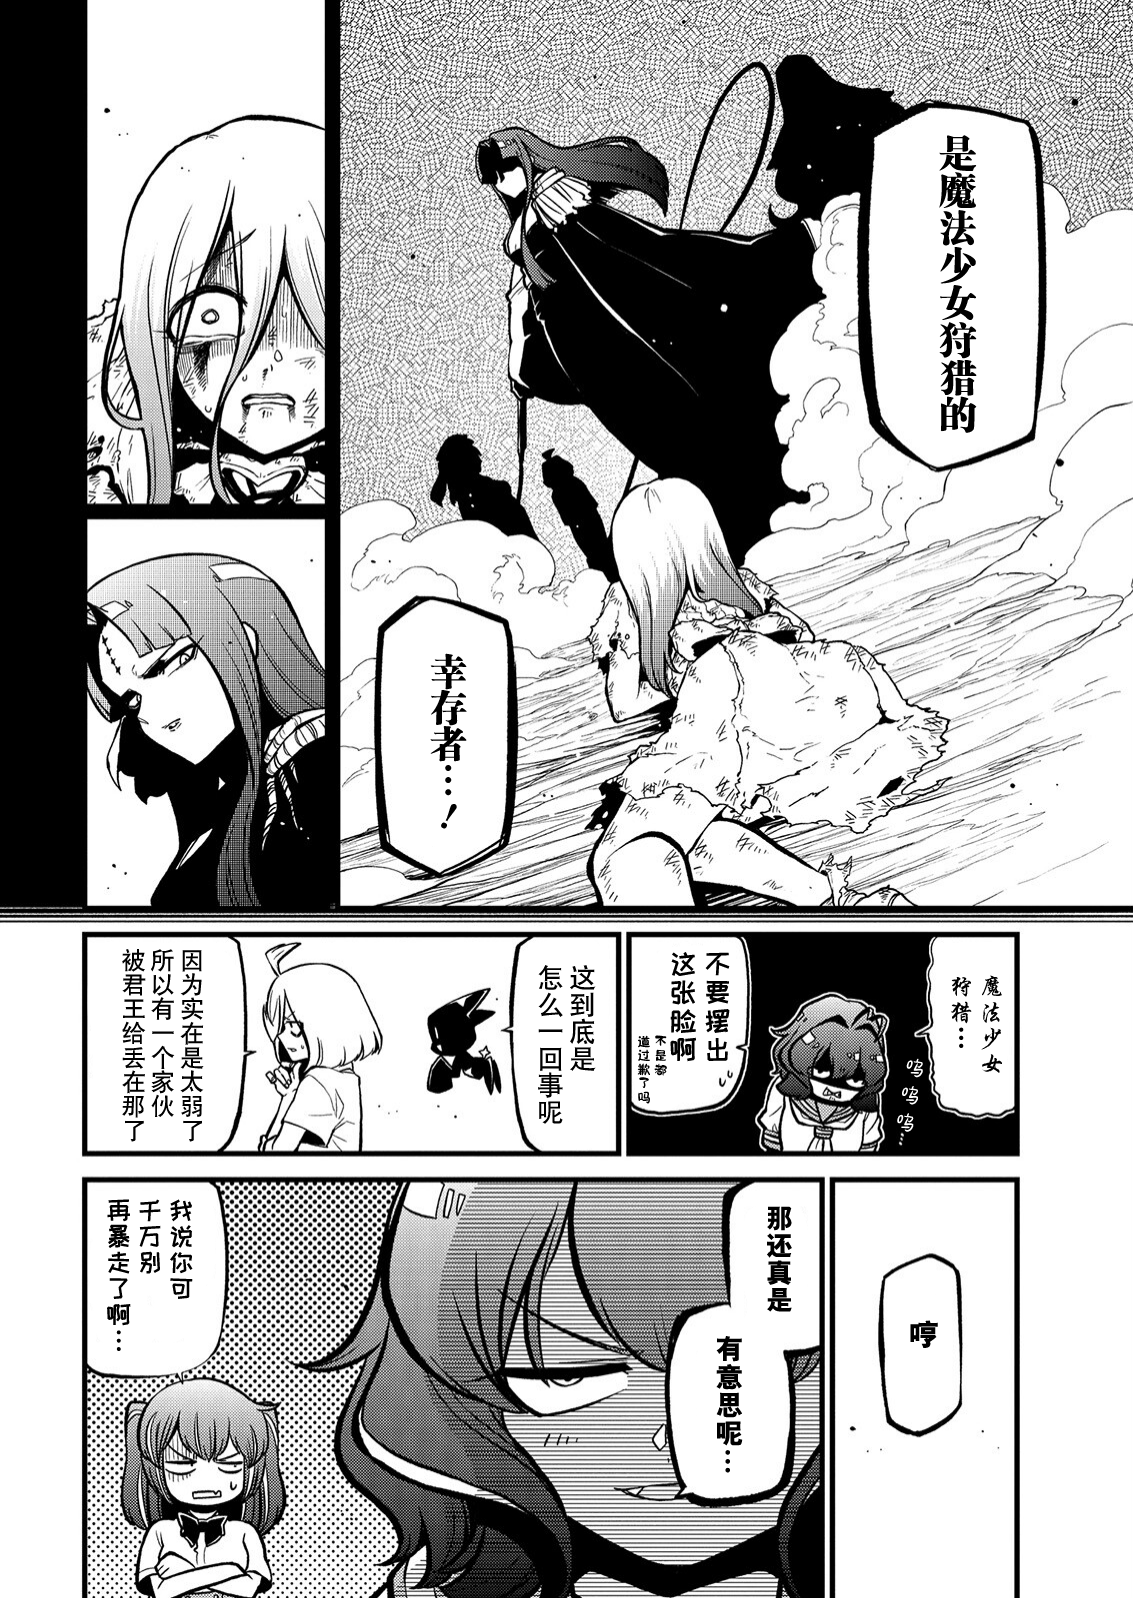 是魔法少女狩猎的
幸存者…！
魔法少女
狩猎…
呜呜呜…
不要摆出
这张脸啊
不是都
道过歉了吗
这到底是
怎么一回事呢
因为实在是太弱了
所以有一个家伙
被君王给丢在那了
哼
那还真是
有意思呢…
我说你可
千万别
再暴走了啊…